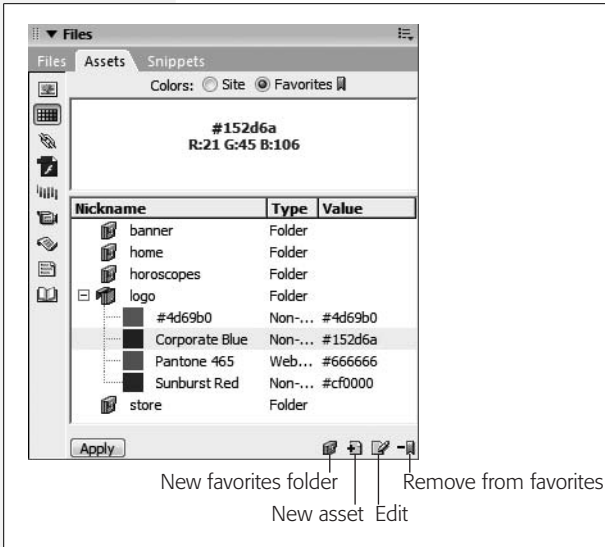 Files
Files Assets Snippets
Colors: Site Favorites
#152d6a
R:21 G:45 B:106
Nickname Type Value
banner Folder
home Folder
horoscopes Folder
logo Folder
#4d69b0 Non-... #4d69b0
Corporate Blue Non-... #152d6a
Pantone 465 Web... #666666
Sunburst Red Non-... #cf0000
store Folder
Apply
New favorites folder Remove from favorites
New asset Edit